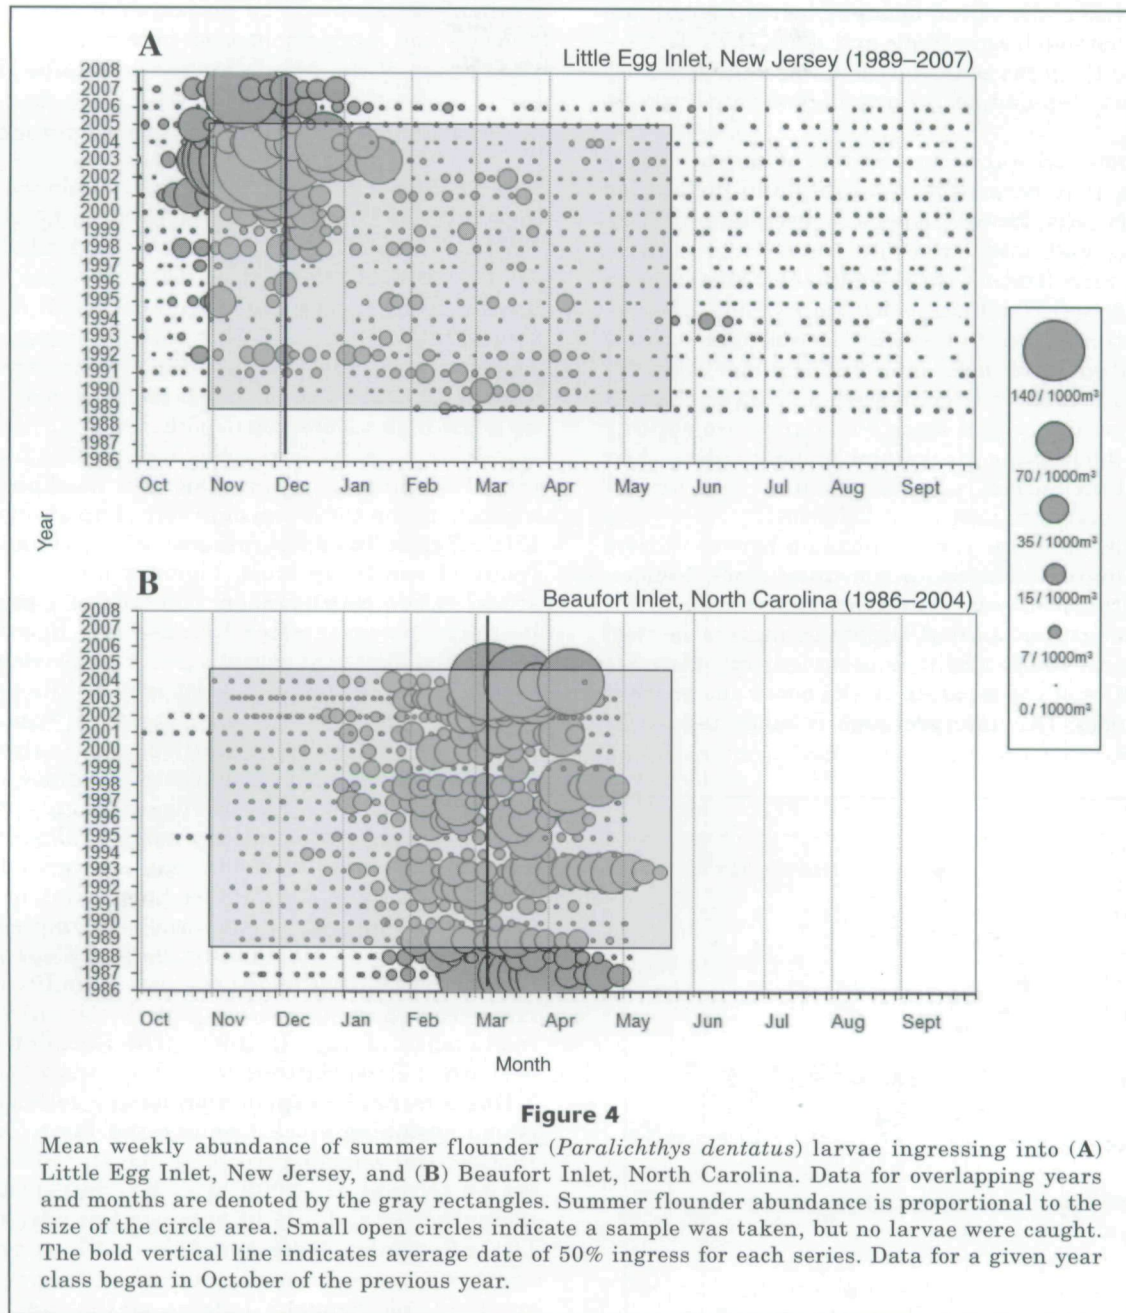 A
Little Egg Inlet, New Jersey (1989–2007)
2008
2007
2006
2005
2004
2003
2002
2001
2000
1999
1998
1997
1996
1995
1994
1993
1992
1991
1990
1989
1988
1987
1986
Oct Nov Dec Jan Feb Mar Apr May Jun Jul Aug Sept
Year
140 / 1000m³
70 / 1000m³
35 / 1000m³
15 / 1000m³
7 / 1000m³
0 / 1000m³
B
Beaufort Inlet, North Carolina (1986–2004)
2008
2007
2006
2005
2004
2003
2002
2001
2000
1999
1998
1997
1996
1995
1994
1993
1992
1991
1990
1989
1988
1987
1986
Oct Nov Dec Jan Feb Mar Apr May Jun Jul Aug Sept
Month
Figure 4
Mean weekly abundance of summer flounder (Paralichthys dentatus) larvae ingressing into (A)
Little Egg Inlet, New Jersey, and (B) Beaufort Inlet, North Carolina. Data for overlapping years
and months are denoted by the gray rectangles. Summer flounder abundance is proportional to the
size of the circle area. Small open circles indicate a sample was taken, but no larvae were caught.
The bold vertical line indicates average date of 50% ingress for each series. Data for a given year
class began in October of the previous year.